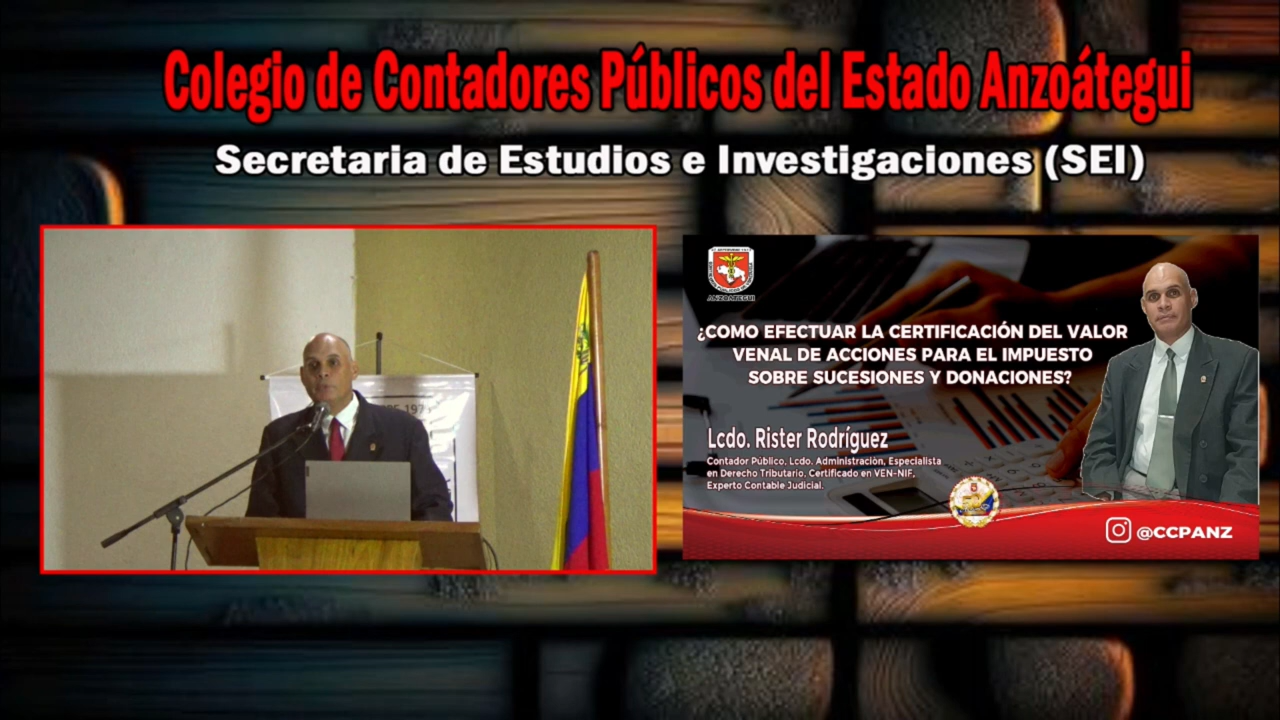 Colegio de Contadores Públicos del Estado Anzoátegui
Secretaria de Estudios e Investigaciones (SEI)
ANZOATEGUI
¿COMO EFECTUAR LA CERTIFICACIÓN DEL VALOR
VENAL DE ACCIONES PARA EL IMPUESTO
SOBRE SUCESIONES Y DONACIONES?
Lcdo. Rister Rodríguez
Contador Público, Lcdo. Administración, Especialista
en Derecho Tributario, Certificado en VEN-NIF,
Experto Contable Judicial.
@CCPANZ